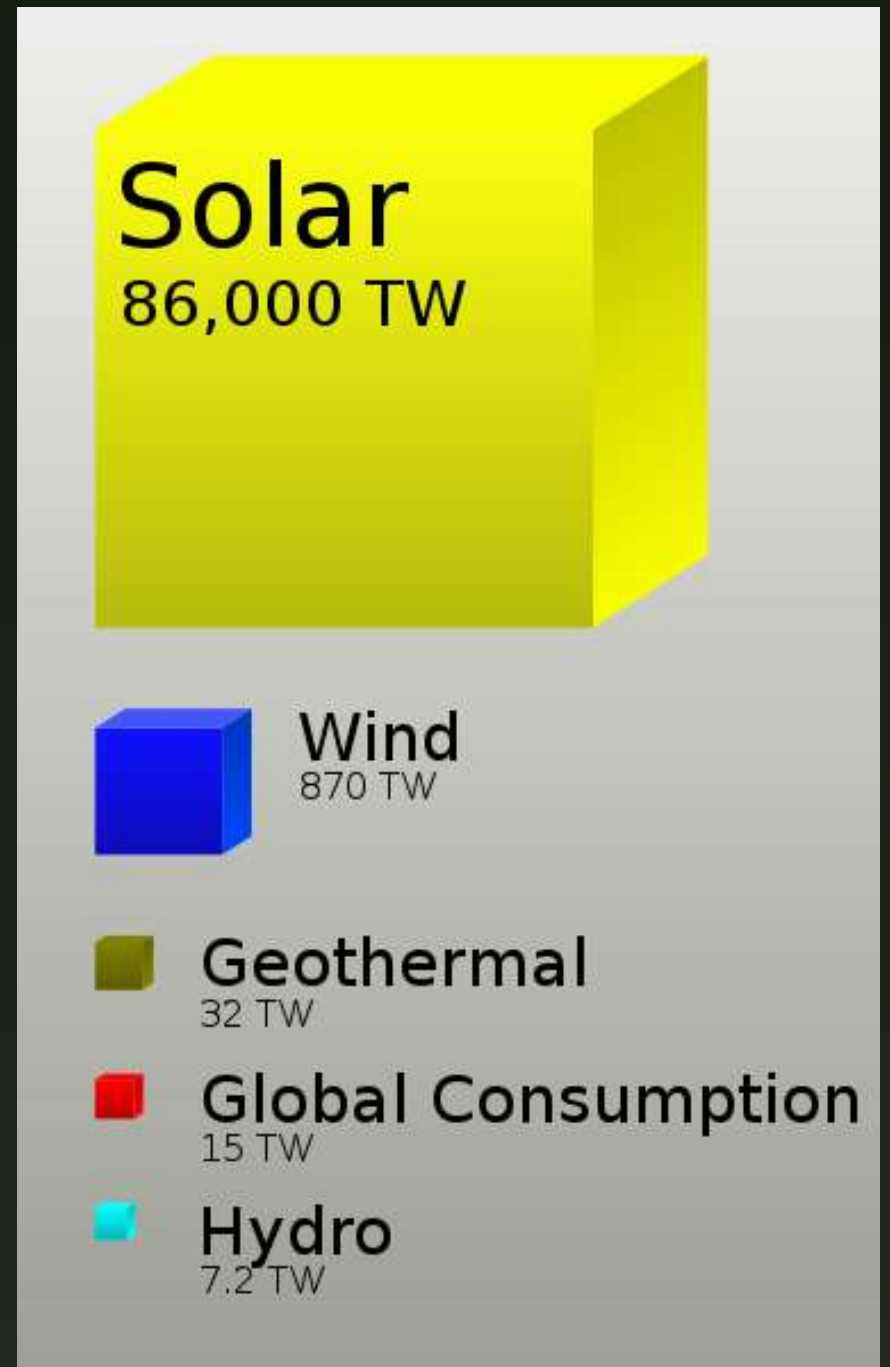 Solar
86,000 TW
Wind
870 TW
Geothermal
32 TW
Global Consumption
15 TW
Hydro
7.2 TW